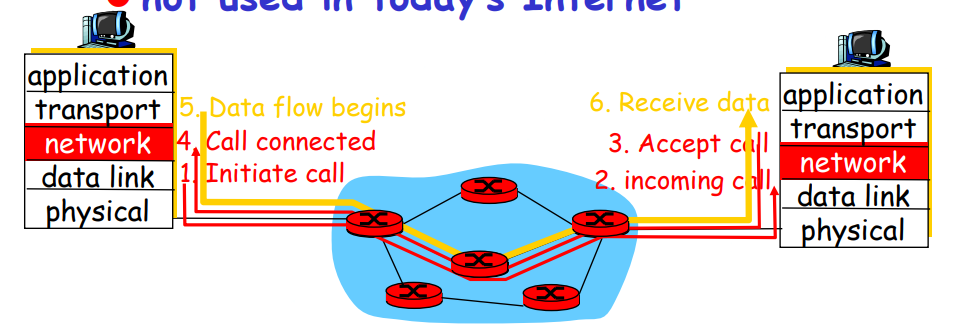 not used in today's Internet
application
transport
network
data link
physical
5. Data flow begins
4. Call connected
1. Initiate call
6. Receive data
3. Accept call
2. incoming call
application
transport
network
data link
physical